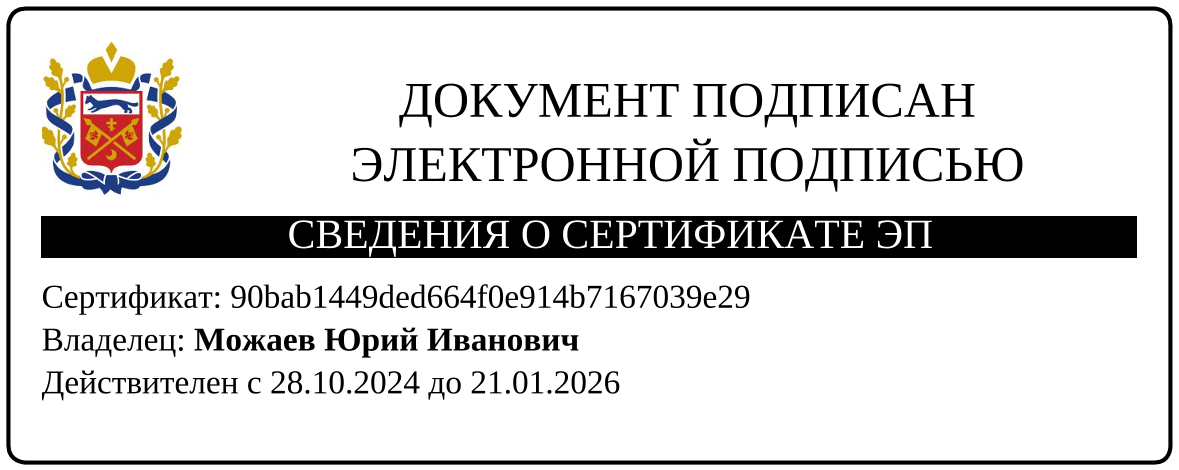 ДОКУМЕНТ ПОДПИСАН
ЭЛЕКТРОННОЙ ПОДПИСЬЮ
СВЕДЕНИЯ О СЕРТИФИКАТЕ ЭП
Сертификат: 90bab1449ded664f0e914b7167039e29
Владелец: Можаев Юрий Иванович
Действителен с 28.10.2024 до 21.01.2026